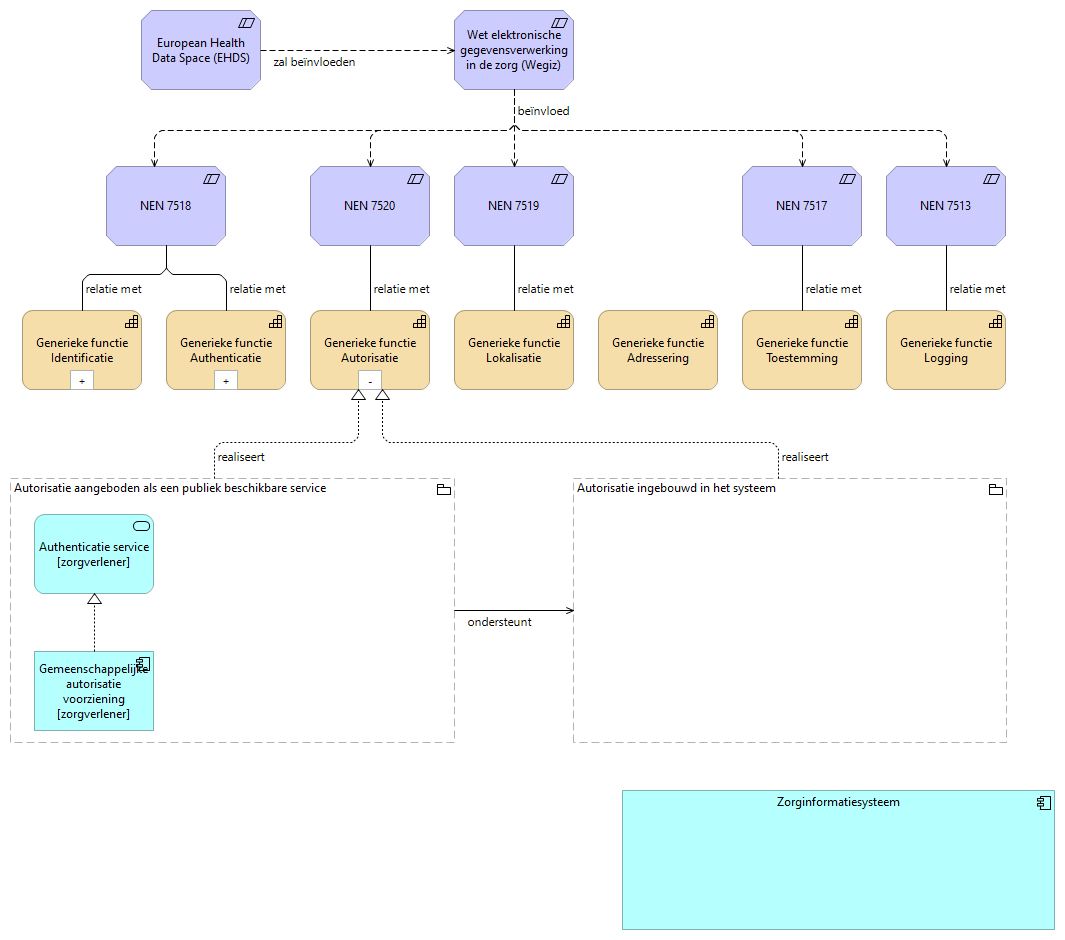 European Health
Data Space (EHDS)
zal beïnvloeden
Wet elektronische
gegevensverwerking
in de zorg (Wegiz)
beïnvloed
NEN 7518
NEN 7520
NEN 7519
NEN 7517
NEN 7513
relatie met
relatie met
relatie met
relatie met
relatie met
relatie met
Generieke functie
Identificatie
+
Generieke functie
Authenticatie
+
Generieke functie
Autorisatie
-
Generieke functie
Lokalisatie
Generieke functie
Adressering
Generieke functie
Toestemming
Generieke functie
Logging
realiseert
realiseert
Autorisatie aangeboden als een publiek beschikbare service
Authenticatie service
[zorgverlener]
Gemeenschappelijke
autorisatie
voorziening
[zorgverlener]
ondersteunt
Autorisatie ingebouwd in het systeem
Zorginformatiesysteem